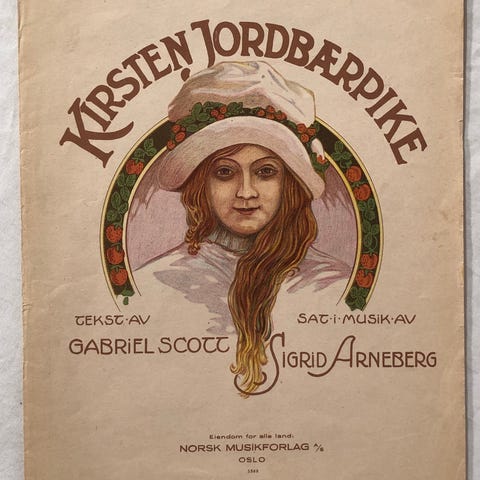 KIRSTEN JORDBÆRPIKE
TEKST·AV
GABRIEL SCOTT
SAT·I·MUSIK·AV
SIGRID ARNEBERG
Eiendom for alle land:
NORSK MUSIKFORLAG A/S
OSLO